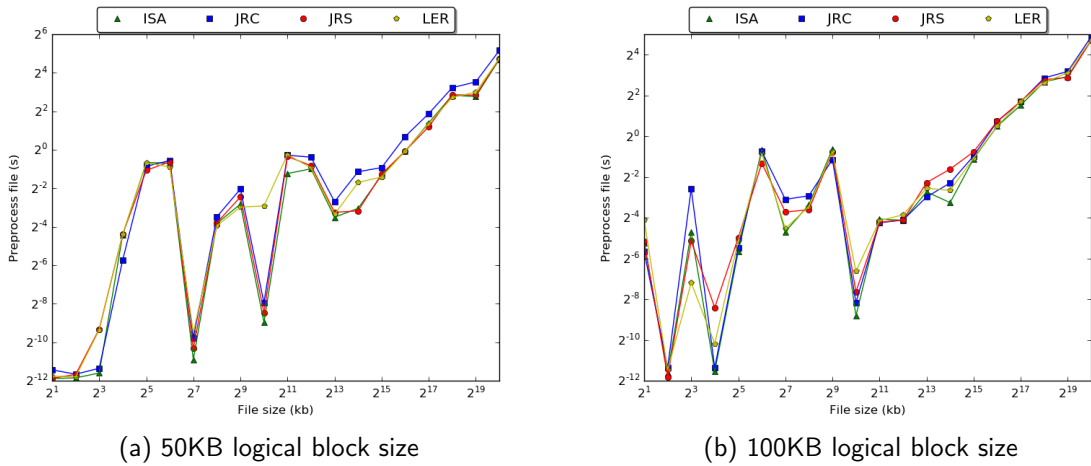 ISA JRC JRS LER
2^6
2^4
2^2
2^0
2^-2
2^-4
2^-6
2^-8
2^-10
2^-12
Preprocess file (s)
2^1 2^3 2^5 2^7 2^9 2^11 2^13 2^15 2^17 2^19
File size (kb)
(a) 50KB logical block size
ISA JRC JRS LER
2^4
2^2
2^0
2^-2
2^-4
2^-6
2^-8
2^-10
2^-12
Preprocess file (s)
2^1 2^3 2^5 2^7 2^9 2^11 2^13 2^15 2^17 2^19
File size (kb)
(b) 100KB logical block size